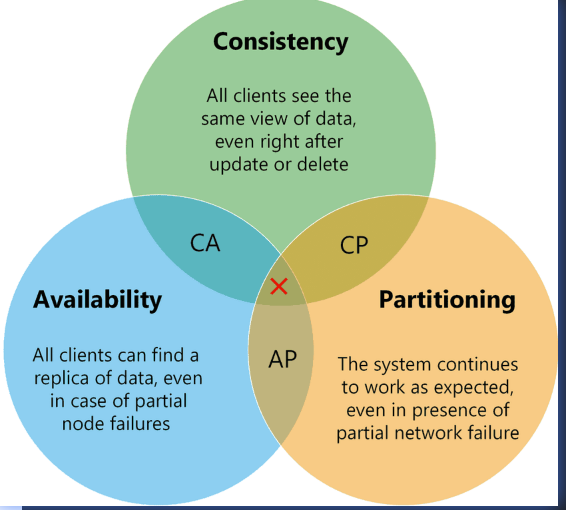 Consistency
All clients see the
same view of data,
even right after
update or delete
CA
CP
Availability
Partitioning
All clients can find a
replica of data, even
in case of partial
node failures
AP
The system continues
to work as expected,
even in presence of
partial network failure